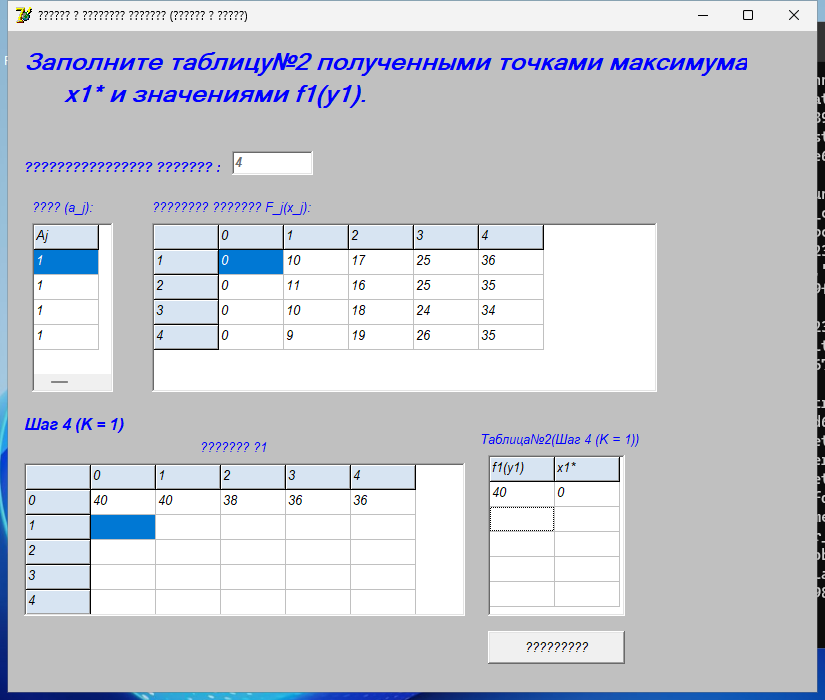 ?????? ? ???????? ??????? (?????? ? ?????)
Заполните таблицу№2 полученными точками максимума
x1* и значениями f1(y1).
???????????????? ??????? : 4
???? (a_j):
???????? ??????? F_j(x_j):
Aj
1
1
1
1
0 1 2 3 4
1 0 10 17 25 36
2 0 11 16 25 35
3 0 10 18 24 34
4 0 9 19 26 35
Шаг 4 (K = 1)
??????? ?1
0 1 2 3 4
0 40 40 38 36 36
1
2
3
4
Таблица№2(Шаг 4 (K = 1))
f1(y1) x1*
40 0
?????????